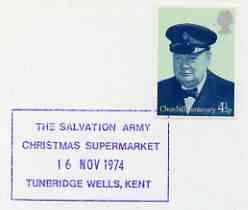 Churchill Centenary 4½p
THE SALVATION ARMY
CHRISTMAS SUPERMARKET
16 NOV 1974
TUNBRIDGE WELLS, KENT